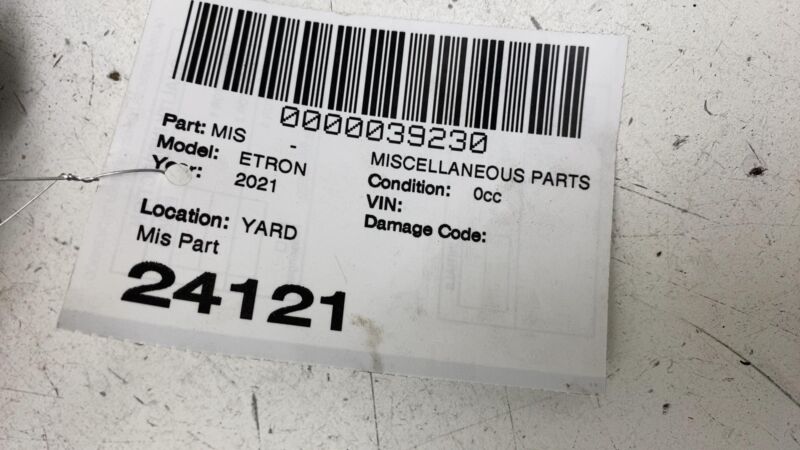 0000039230
Part: MIS -
MISCELLANEOUS PARTS
Model: ETRON
Condition: 0cc
Year: 2021
VIN:
Damage Code:
Location: YARD
Mis Part
24121